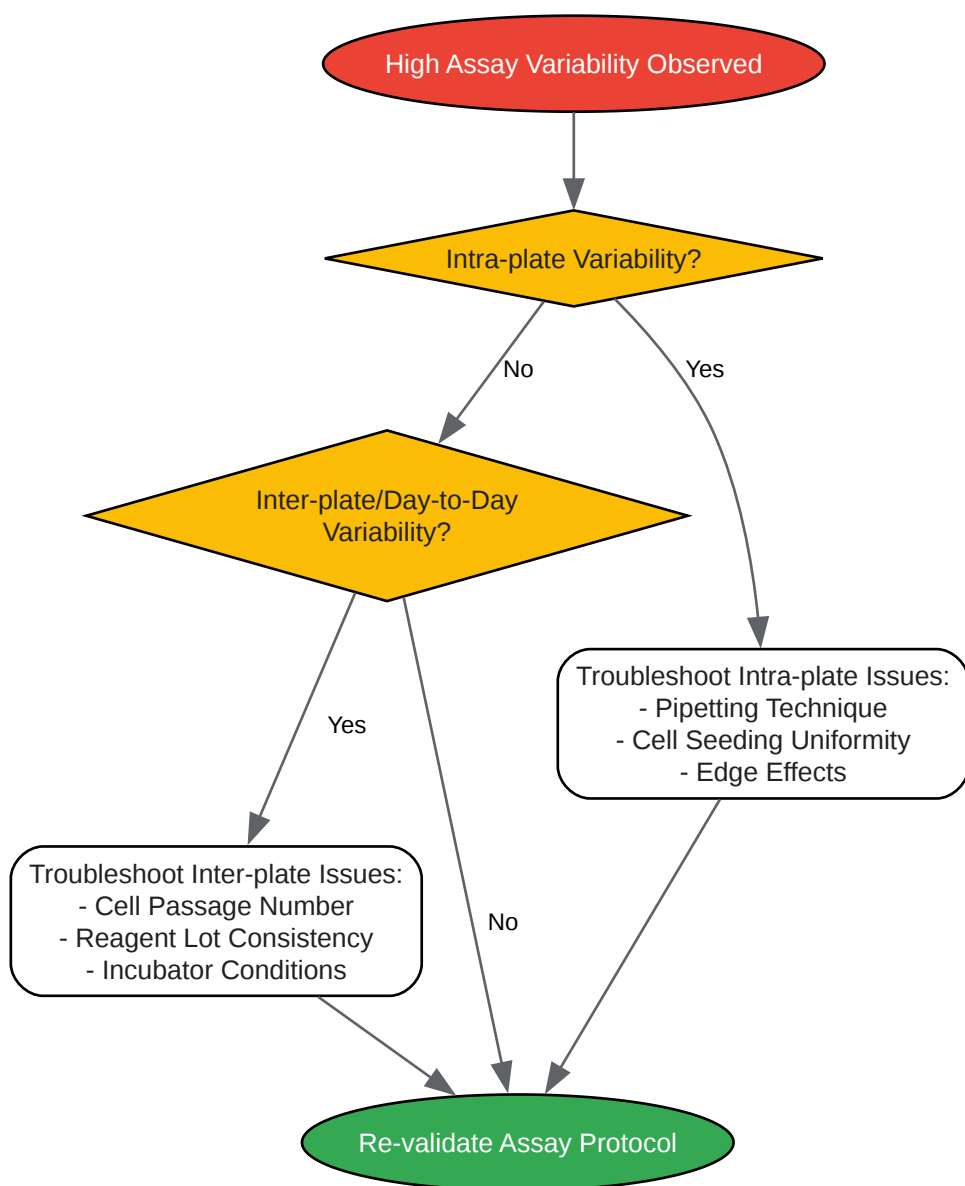 High Assay Variability Observed
Intra-plate Variability?
No
Yes
Inter-plate/Day-to-Day
Variability?
Troubleshoot Intra-plate Issues:
- Pipetting Technique
- Cell Seeding Uniformity
- Edge Effects
Yes
No
Troubleshoot Inter-plate Issues:
- Cell Passage Number
- Reagent Lot Consistency
- Incubator Conditions
Re-validate Assay Protocol